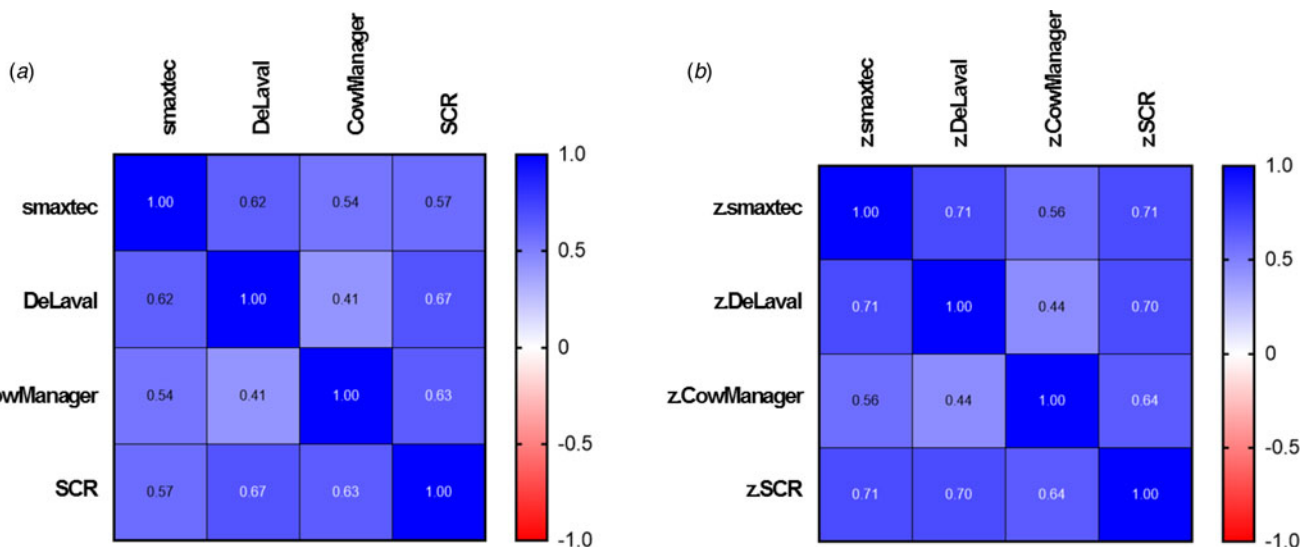 (a)
smaxtec DeLaval CowManager SCR
smaxtec 1.00 0.62 0.54 0.57
DeLaval 0.62 1.00 0.41 0.67
owManager 0.54 0.41 1.00 0.63
SCR 0.57 0.67 0.63 1.00
1.0
0.5
0
-0.5
-1.0
(b)
z.smaxtec z.DeLaval z.CowManager z.SCR
z.smaxtec 1.00 0.71 0.56 0.71
z.DeLaval 0.71 1.00 0.44 0.70
z.CowManager 0.56 0.44 1.00 0.64
z.SCR 0.71 0.70 0.64 1.00
1.0
0.5
0
-0.5
-1.0